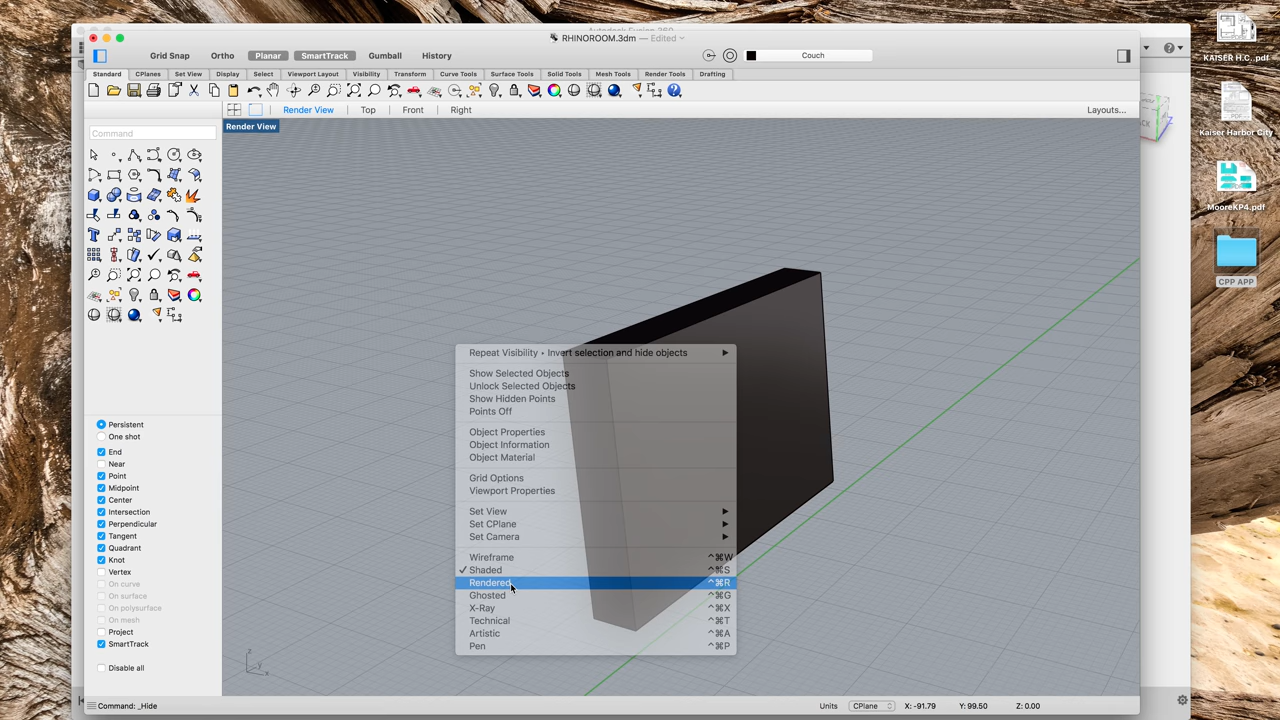 RHINOROOM.3dm — Edited
Grid Snap Ortho Planar SmartTrack Gumball History Couch
Standard CPlanes Set View Display Select Viewport Layout Visibility Transform Curve Tools Surface Tools Solid Tools Mesh Tools Render Tools Drafting
Render View Top Front Right Layouts...
Render View
Command
Repeat Visibility • Invert selection and hide objects
Show Selected Objects
Unlock Selected Objects
Show Hidden Points
Points Off
Object Properties
Object Information
Object Material
Grid Options
Viewport Properties
Set View
Set CPlane
Set Camera
Wireframe ^⌘W
✓ Shaded ^⌘S
Rendered ^⌘R
Ghosted ^⌘G
X-Ray ^⌘X
Technical ^⌘T
Artistic ^⌘A
Pen ^⌘P
Persistent
One shot
End
Near
Point
Midpoint
Center
Intersection
Perpendicular
Tangent
Quadrant
Knot
Vertex
On curve
On surface
On polysurface
On mesh
Project
SmartTrack
Disable all
z
y
x
Command: _Hide
Units CPlane X: -91.79 Y: 99.50 Z: 0.00
KAISER H.C..pdf
Kaiser Harbor City
MooreKP4.pdf
CPP APP